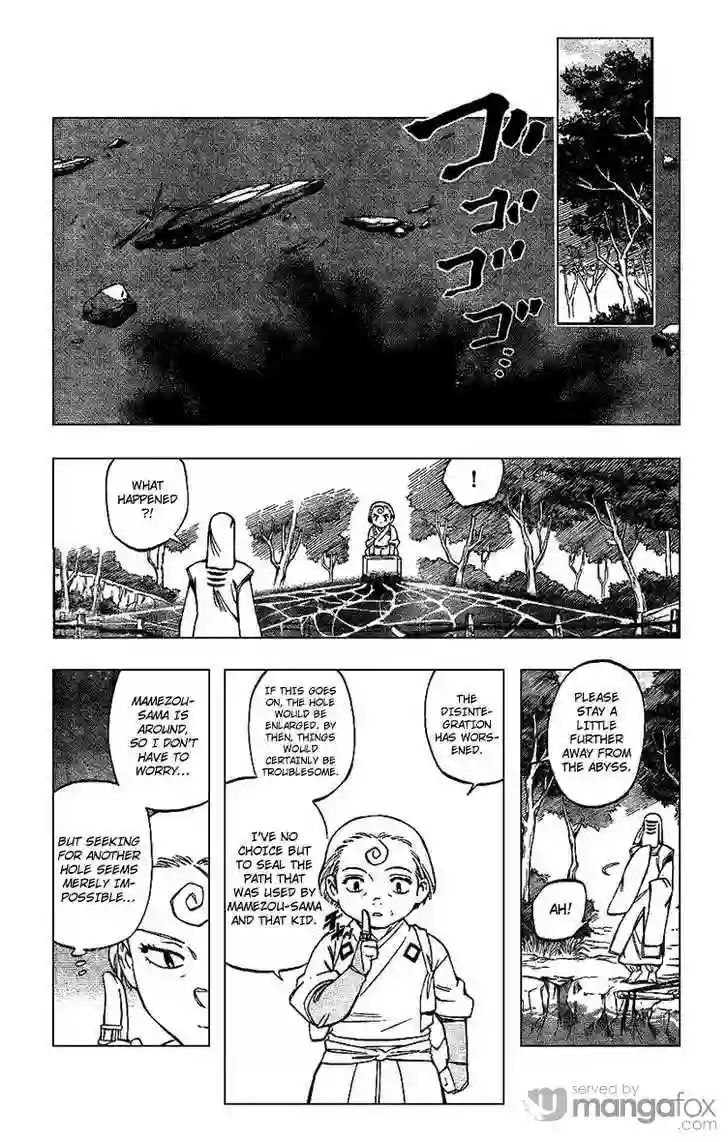 ゴゴゴゴ...
!
WHAT
HAPPENED
?!
PLEASE
STAY A
LITTLE
FURTHER
AWAY FROM
THE ABYSS.
AH!
THE
DISINTE-
GRATION
HAS WORS-
ENED.
IF THIS GOES
ON, THE HOLE
WOULD BE
ENLARGED. BY
THEN, THINGS
WOULD
CERTAINLY BE
TROUBLESOME.
I'VE NO
CHOICE BUT
TO SEAL THE
PATH THAT
WAS USED BY
MAMEZOU-SAMA
AND THAT KID.
MAMEZOU-
SAMA IS
AROUND,
SO I DON'T
HAVE TO
WORRY...
BUT SEEKING
FOR ANOTHER
HOLE SEEMS
MERELY IM-
POSSIBLE...
served by
mangafox
.com